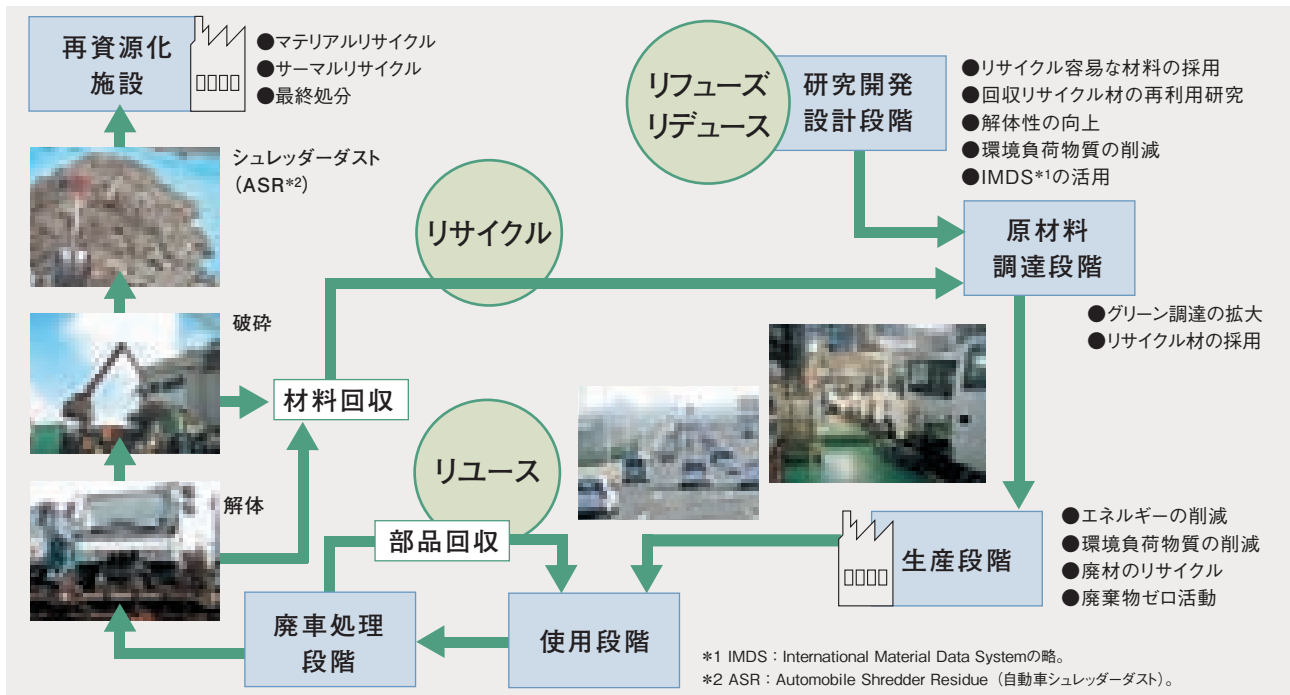 再資源化
施設
●マテリアルリサイクル
●サーマルリサイクル
●最終処分
シュレッダーダスト
（ASR*2）
破砕
解体
材料回収
リサイクル
リユース
部品回収
廃車処理
段階
使用段階
リフューズ
リデュース
研究開発
設計段階
●リサイクル容易な材料の採用
●回収リサイクル材の再利用研究
●解体性の向上
●環境負荷物質の削減
●IMDS*1の活用
原材料
調達段階
●グリーン調達の拡大
●リサイクル材の採用
生産段階
●エネルギーの削減
●環境負荷物質の削減
●廃材のリサイクル
●廃棄物ゼロ活動
*1 IMDS：International Material Data Systemの略。
*2 ASR：Automobile Shredder Residue（自動車シュレッダーダスト）。